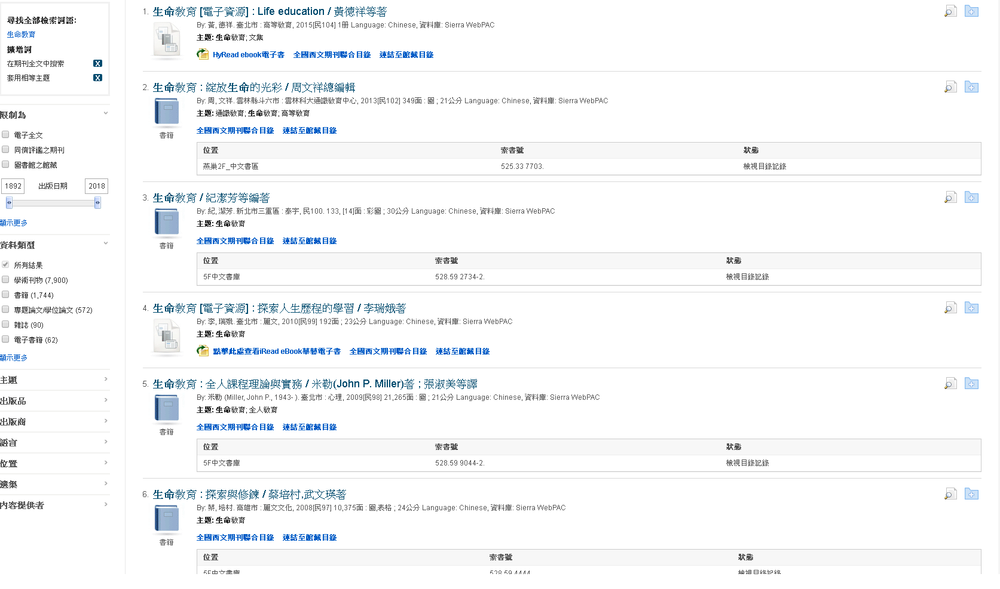 尋找全部檢索詞語:
生命教育
擴增詞
在期刊全文中搜索 X
套用相等主題 X
限制為
電子全文
同儕評鑑之期刊
圖書館之館藏
1892 出版日期 2018
顯示更多
資料類型
所有結果
學術刊物 (7,900)
書籍 (1,744)
專題論文/學位論文 (572)
雜誌 (90)
電子書籍 (62)
顯示更多
主題
出版品
出版商
語言
位置
館藏
內容提供者
1. 生命教育 [電子資源] : Life education / 黃德祥等著
By: 黃, 德祥. 臺北市 : 高等教育, 2015[民104] 1冊 Language: Chinese, 資料庫: Sierra WebPAC
主題: 生命教育; 文集
HyRead ebook電子書 全國西文期刊聯合目錄 連結至館藏目錄
2. 生命教育 : 綻放生命的光彩 / 周文祥總編輯
By: 周, 文祥. 雲林縣斗六市 : 雲林科大通識教育中心, 2013[民102] 349面 : 圖 ; 21公分 Language: Chinese, 資料庫: Sierra WebPAC
主題: 通識教育; 生命教育; 高等教育
書籍
全國西文期刊聯合目錄 連結至館藏目錄
位置 索書號 狀態
燕巢2F_中文書區 525.33 7703. 檢視目錄記錄
3. 生命教育 / 紀潔芳等編著
By: 紀, 潔芳. 新北市三重區 : 泰宇, 民100. 133, [14]面 : 彩圖 ; 30公分 Language: Chinese, 資料庫: Sierra WebPAC
主題: 生命教育
書籍
全國西文期刊聯合目錄 連結至館藏目錄
位置 索書號 狀態
5F中文書庫 528.59 2734-2. 檢視目錄記錄
4. 生命教育 [電子資源] : 探索人生歷程的學習 / 李瑞娥著
By: 李, 瑞娥. 臺北市 : 麗文, 2010[民99] 192面 ; 23公分 Language: Chinese, 資料庫: Sierra WebPAC
主題: 生命教育
點擊此處查看iRead eBook華藝電子書 全國西文期刊聯合目錄 連結至館藏目錄
5. 生命教育 : 全人課程理論與實務 / 米勒(John P. Miller)著 ; 張淑美等譯
By: 米勒 (Miller, John P., 1943- ). 臺北市 : 心理, 2009[民98] 21,265面 : 圖 ; 21公分 Language: Chinese, 資料庫: Sierra WebPAC
主題: 生命教育; 全人教育
書籍
全國西文期刊聯合目錄 連結至館藏目錄
位置 索書號 狀態
5F中文書庫 528.59 9044-2. 檢視目錄記錄
6. 生命教育 : 探索與修鍊 / 蔡培村,武文瑛著
By: 蔡, 培村. 高雄市 : 麗文文化, 2008[民97] 10,375面 : 圖,表格 ; 24公分 Language: Chinese, 資料庫: Sierra WebPAC
主題: 生命教育
書籍
全國西文期刊聯合目錄 連結至館藏目錄
位置 索書號 狀態
5F中文書庫 528.59 4444 檢視目錄記錄